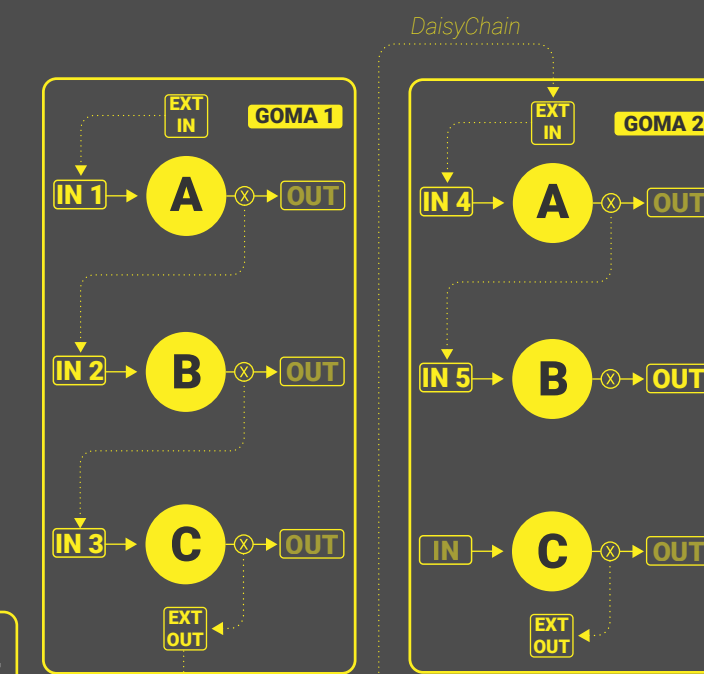 DaisyChain
EXT
IN
GOMA 1
IN 1
A
X
OUT
IN 2
B
X
OUT
IN 3
C
X
OUT
EXT
OUT
EXT
IN
GOMA 2
IN 4
A
X
OUT
IN 5
B
X
OUT
IN
C
X
OUT
EXT
OUT